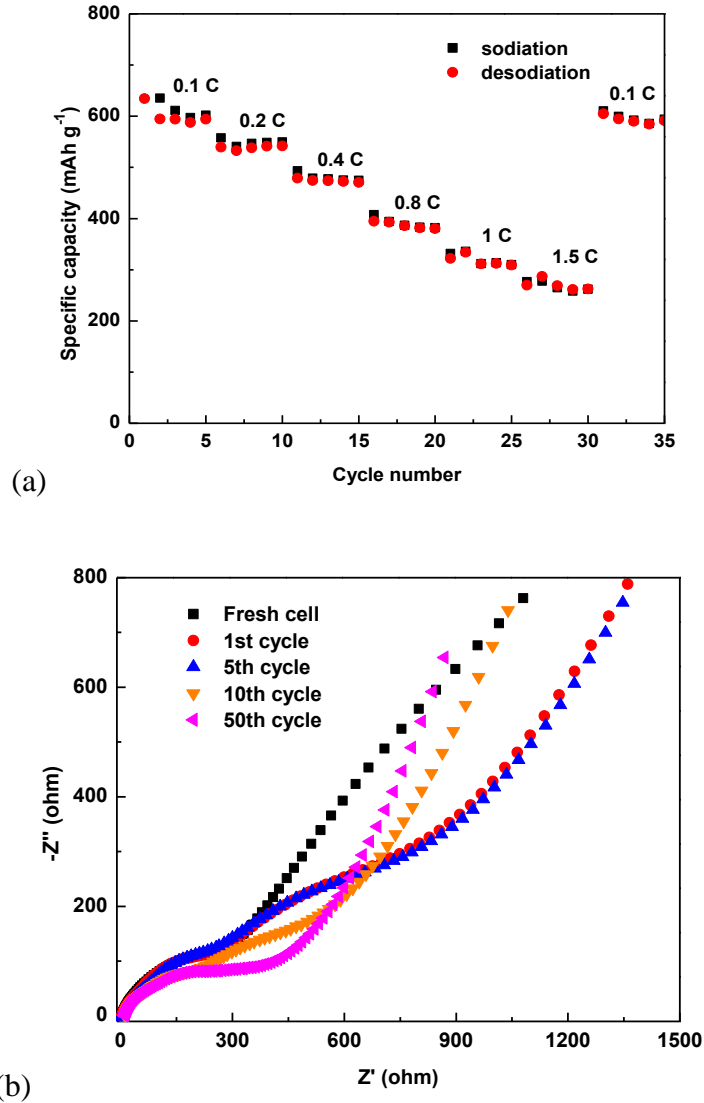 800
600
400
200
0
0 5 10 15 20 25 30 35
Specific capacity (mAh g⁻¹)
Cycle number
sodiation
desodiation
0.1 C
0.2 C
0.4 C
0.8 C
1 C
1.5 C
0.1 C
(a)
800
600
400
200
0
0 300 600 900 1200 1500
-Z'' (ohm)
Z' (ohm)
Fresh cell
1st cycle
5th cycle
10th cycle
50th cycle
(b)